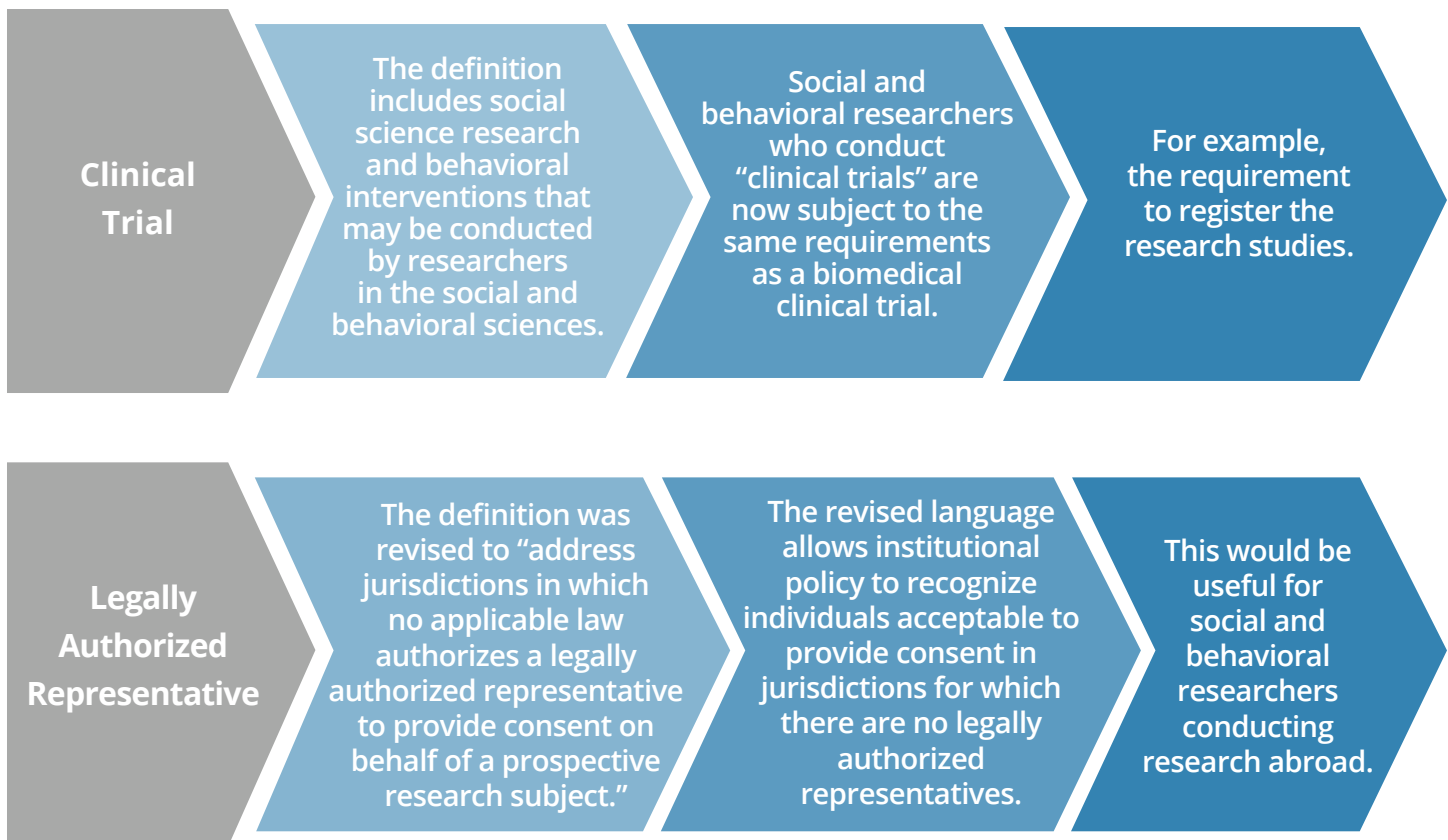 Clinical
Trial
The definition
includes social
science research
and behavioral
interventions that
may be conducted
by researchers
in the social and
behavioral sciences.
Social and
behavioral researchers
who conduct
“clinical trials” are
now subject to the
same requirements
as a biomedical
clinical trial.
For example,
the requirement
to register the
research studies.
Legally
Authorized
Representative
The definition was
revised to “address
jurisdictions in which
no applicable law
authorizes a legally
authorized representative
to provide consent on
behalf of a prospective
research subject.”
The revised language
allows institutional
policy to recognize
individuals acceptable to
provide consent in
jurisdictions for which
there are no legally
authorized
representatives.
This would be
useful for
social and
behavioral
researchers
conducting
research abroad.